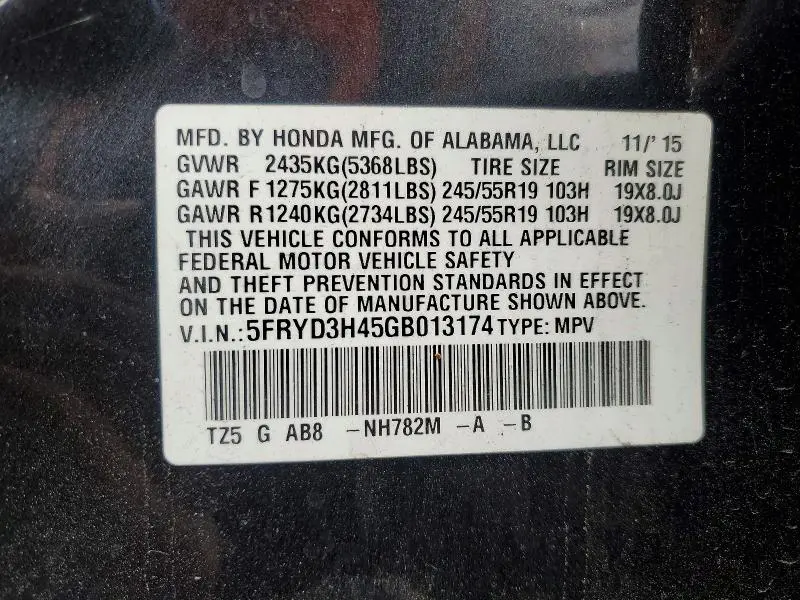 MFD. BY HONDA MFG. OF ALABAMA, LLC 11/' 15
GVWR 2435KG(5368LBS) TIRE SIZE RIM SIZE
GAWR F 1275KG(2811LBS) 245/55R19 103H 19X8.0J
GAWR R1240KG(2734LBS) 245/55R19 103H 19X8.0J
THIS VEHICLE CONFORMS TO ALL APPLICABLE
FEDERAL MOTOR VEHICLE SAFETY
AND THEFT PREVENTION STANDARDS IN EFFECT
ON THE DATE OF MANUFACTURE SHOWN ABOVE.
V.I.N.: 5FRYD3H45GB013174 TYPE: MPV
TZ5 G AB8 -NH782M -A -B